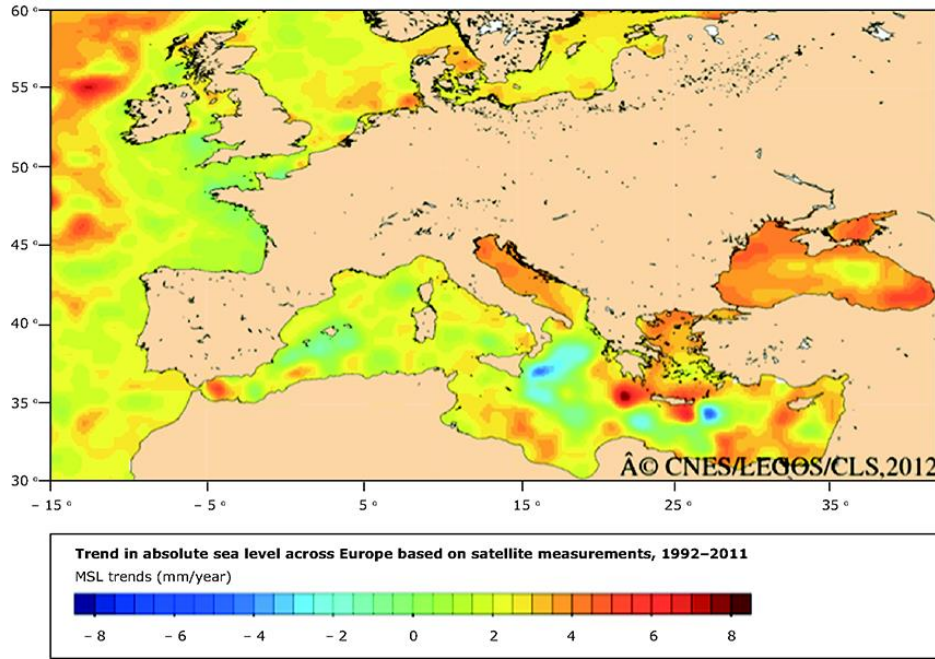 60 °
55 °
50 °
45 °
40 °
35 °
30 °
Â© CNES/LEGOS/CLS,2012
– 15 °
– 5 °
5 °
15 °
25 °
35 °
Trend in absolute sea level across Europe based on satellite measurements, 1992–2011
MSL trends (mm/year)
– 8 – 6 – 4 – 2 0 2 4 6 8